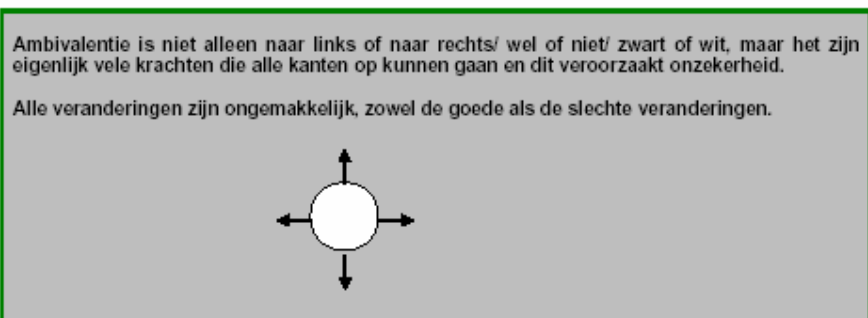 Ambivalentie is niet alleen naar links of naar rechts/ wel of niet/ zwart of wit, maar het zijn
eigenlijk vele krachten die alle kanten op kunnen gaan en dit veroorzaakt onzekerheid.
Alle veranderingen zijn ongemakkelijk, zowel de goede als de slechte veranderingen.